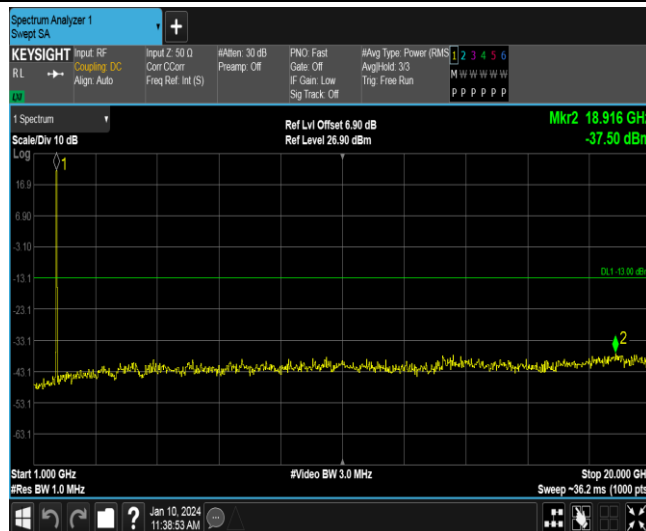 Spectrum Analyzer 1
Swept SA
KEYSIGHT
RL
Input: RF
Coupling: DC
Align: Auto
Input Z: 50 Ω
Corr CCorr
Freq Ref: Int (S)
#Atten: 30 dB
Preamp: Off
PNO: Fast
Gate: Off
IF Gain: Low
Sig Track: Off
#Avg Type: Power (RMS
Avg|Hold: 3/3
Trig: Free Run
1 2 3 4 5 6
M W W W W W
P P P P P P
1 Spectrum
Scale/Div 10 dB
Ref Lvl Offset 6.90 dB
Ref Level 26.90 dBm
Mkr2 18.916 GHz
-37.50 dBm
Log
1
16.9
6.90
-3.10
-13.1
DL1 -13.00 dBm
-23.1
-33.1
2
-43.1
-53.1
-63.1
Start 1.000 GHz
#Res BW 1.0 MHz
#Video BW 3.0 MHz
Stop 20.000 GHz
Sweep ~36.2 ms (1000 pts
?
Jan 10, 2024
11:38:53 AM